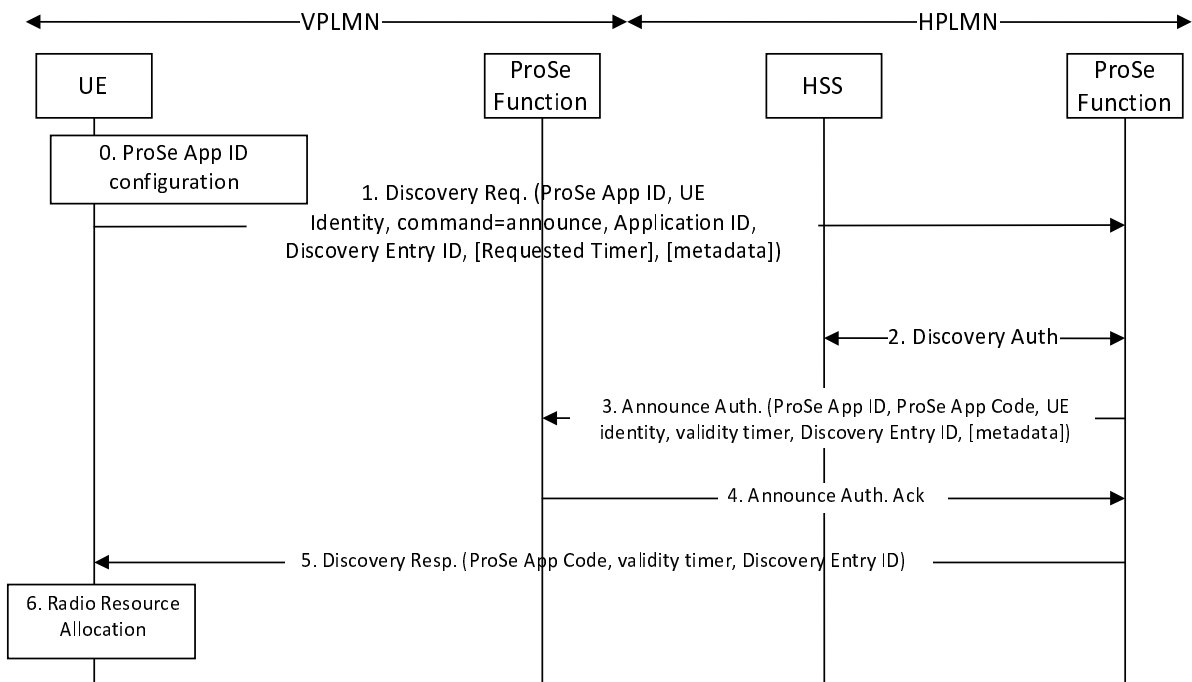 VPLMN
HPLMN
UE
ProSe
Function
HSS
ProSe
Function
0. ProSe App ID
configuration
1. Discovery Req. (ProSe App ID, UE
Identity, command=announce, Application ID,
Discovery Entry ID, [Requested Timer], [metadata])
2. Discovery Auth
3. Announce Auth. (ProSe App ID, ProSe App Code, UE
identity, validity timer, Discovery Entry ID, [metadata])
4. Announce Auth. Ack
5. Discovery Resp. (ProSe App Code, validity timer, Discovery Entry ID)
6. Radio Resource
Allocation